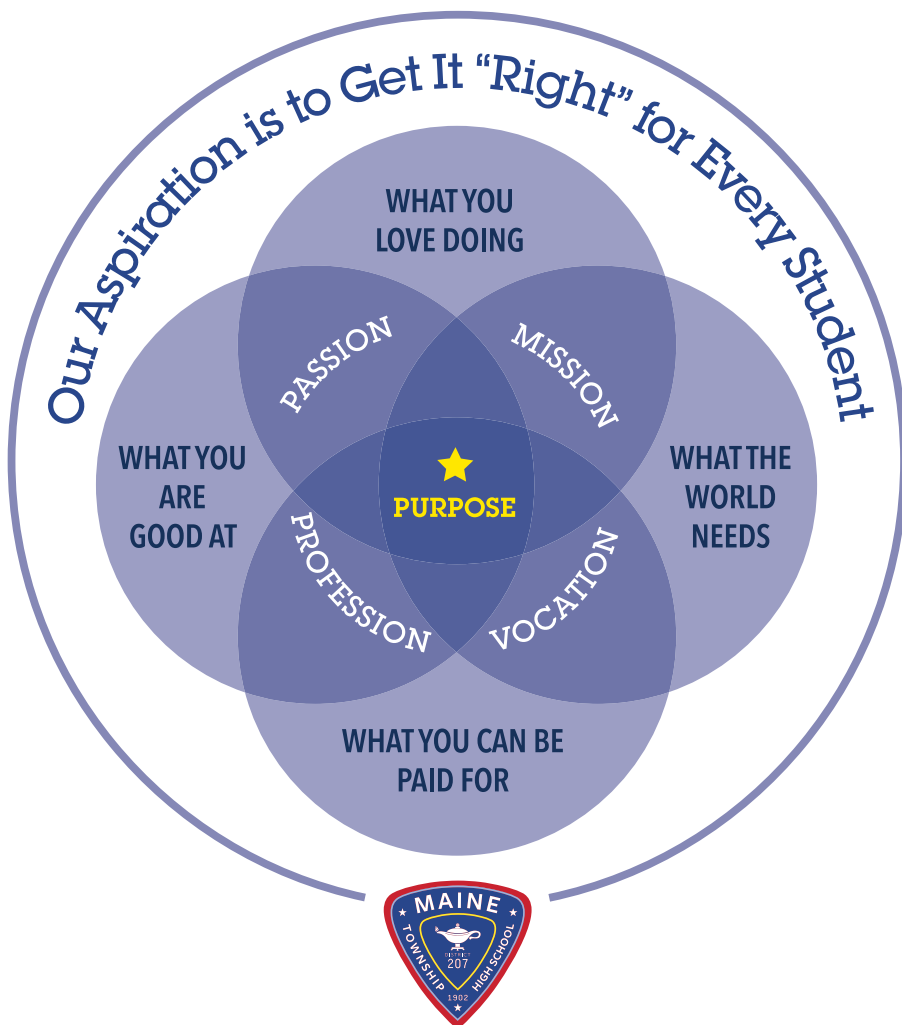 Our Aspiration is to Get It “Right” for Every Student
WHAT YOU
LOVE DOING
PASSION
MISSION
WHAT YOU
ARE
GOOD AT
WHAT THE
WORLD
NEEDS
PURPOSE
PROFESSION
VOCATION
WHAT YOU CAN BE
PAID FOR
MAINE
TOWNSHIP
HIGH SCHOOL
DISTRICT
207
1902